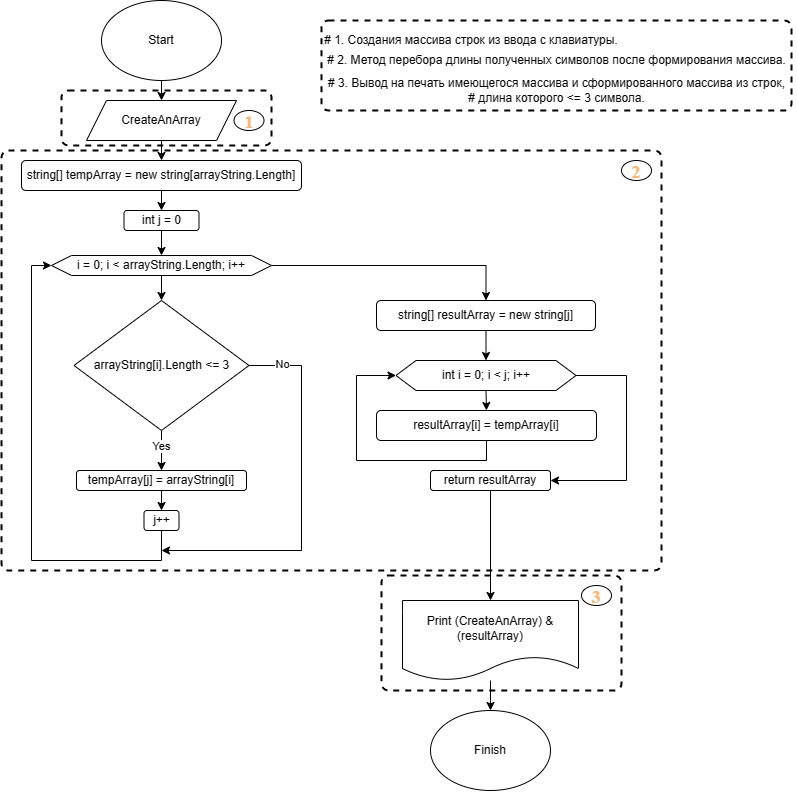 Start
# 1. Создания массива строк из ввода с клавиатуры.
# 2. Метод перебора длины полученных символов после формирования массива.
# 3. Вывод на печать имеющегося массива и сформированного массива из строк,
# длина которого <= 3 символа.
CreateAnArray
1
string[] tempArray = new string[arrayString.Length]
2
int j = 0
i = 0; i < arrayString.Length; i++
arrayString[i].Length <= 3
No
Yes
tempArray[j] = arrayString[i]
j++
string[] resultArray = new string[j]
int i = 0; i < j; i++
resultArray[i] = tempArray[i]
return resultArray
3
Print (CreateAnArray) &
(resultArray)
Finish